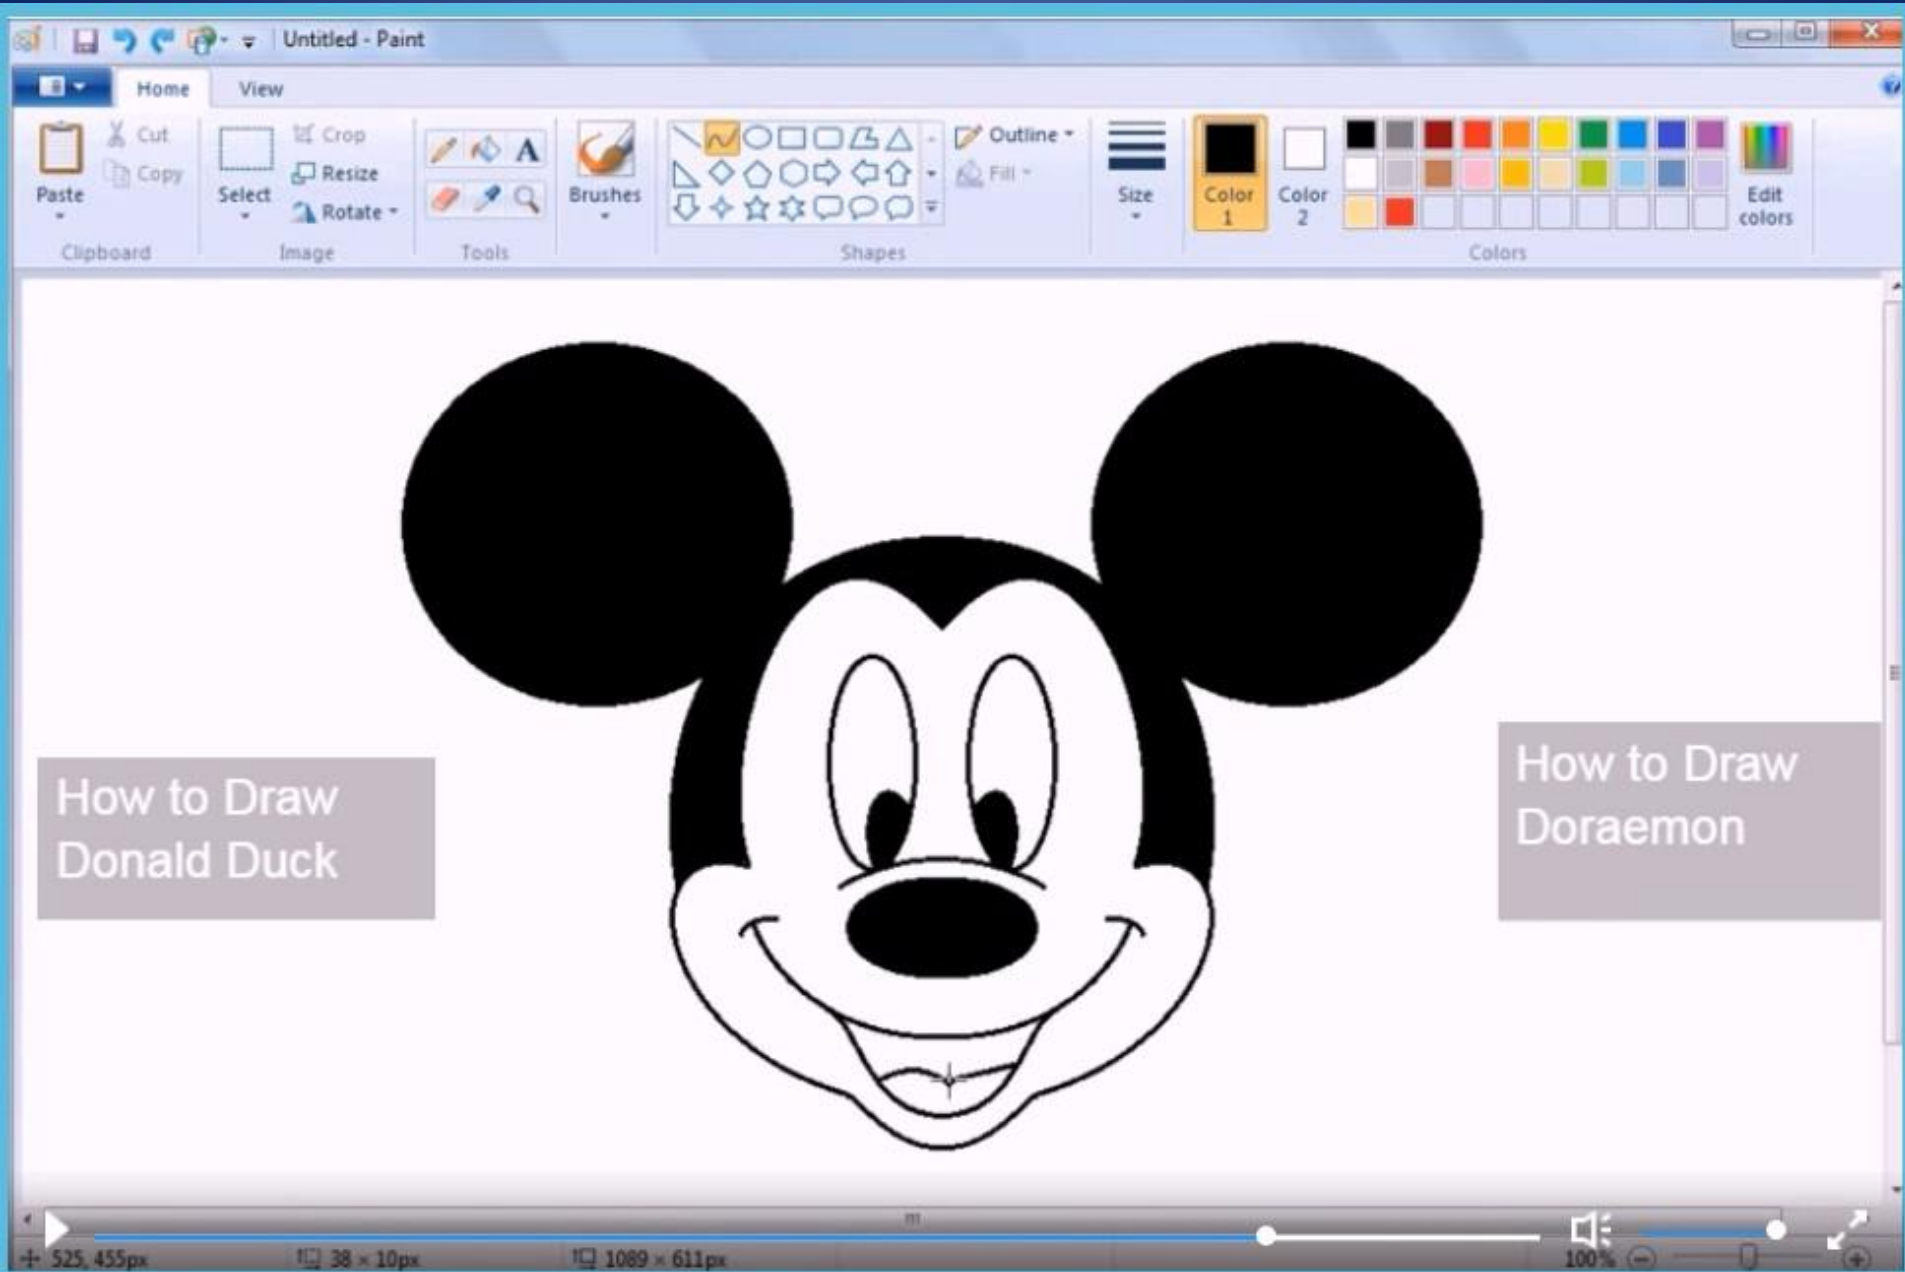 Untitled - Paint
Home View
Cut
Copy
Paste
Clipboard
Crop
Resize
Rotate
Select
Image
A
Tools
Brushes
Outline
Fill
Shapes
Size
Color
1
Color
2
Edit
colors
Colors
How to Draw
Donald Duck
How to Draw
Doraemon
525, 455px
38 × 10px
1089 × 611px
100%